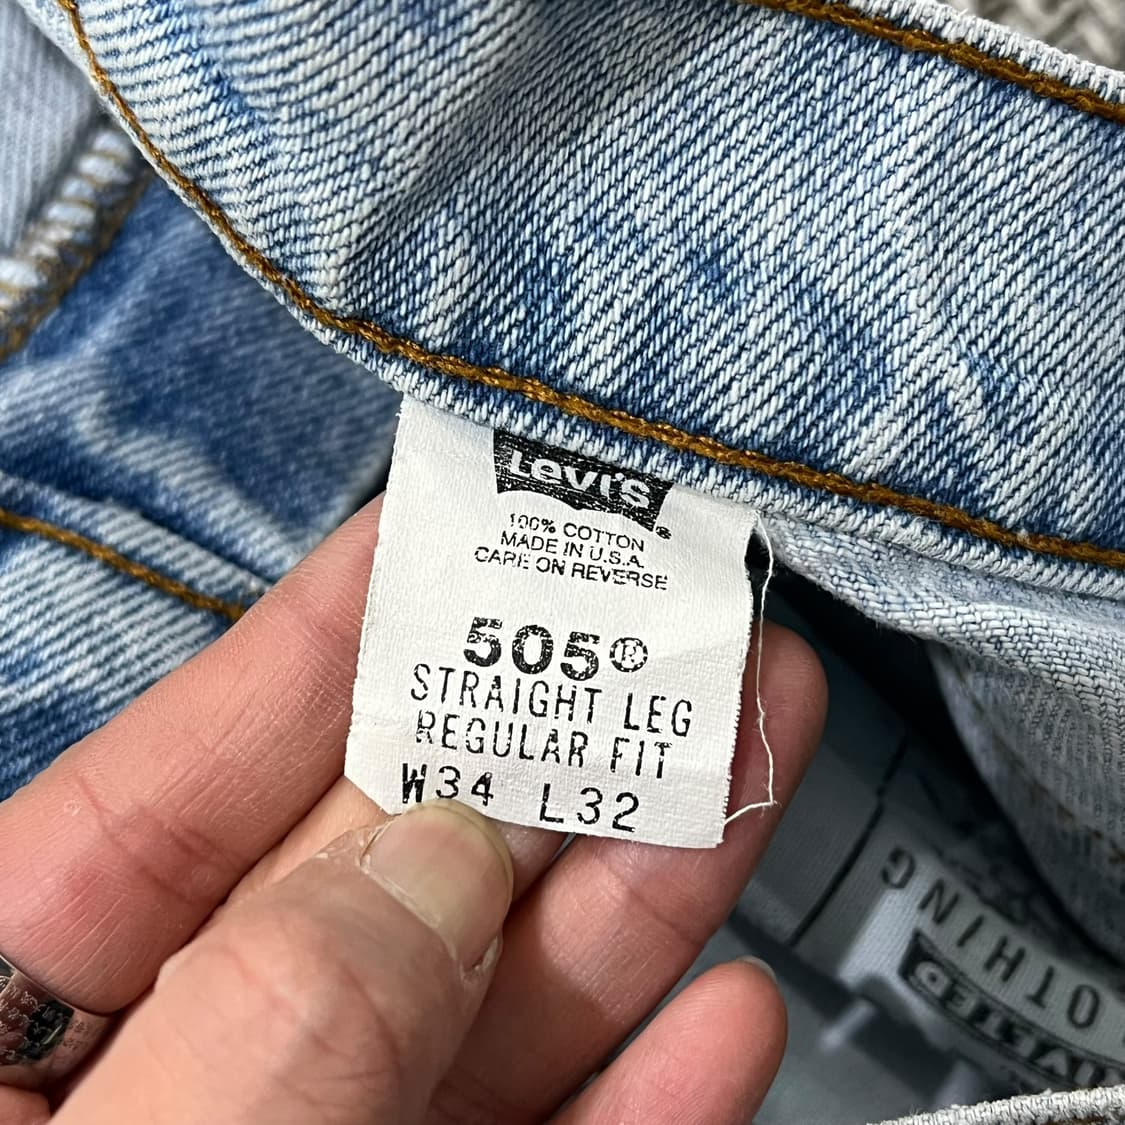 Levi's®
100% COTTON
MADE IN U.S.A.
CARE ON REVERSE
505®
STRAIGHT LEG
REGULAR FIT
W34 L32